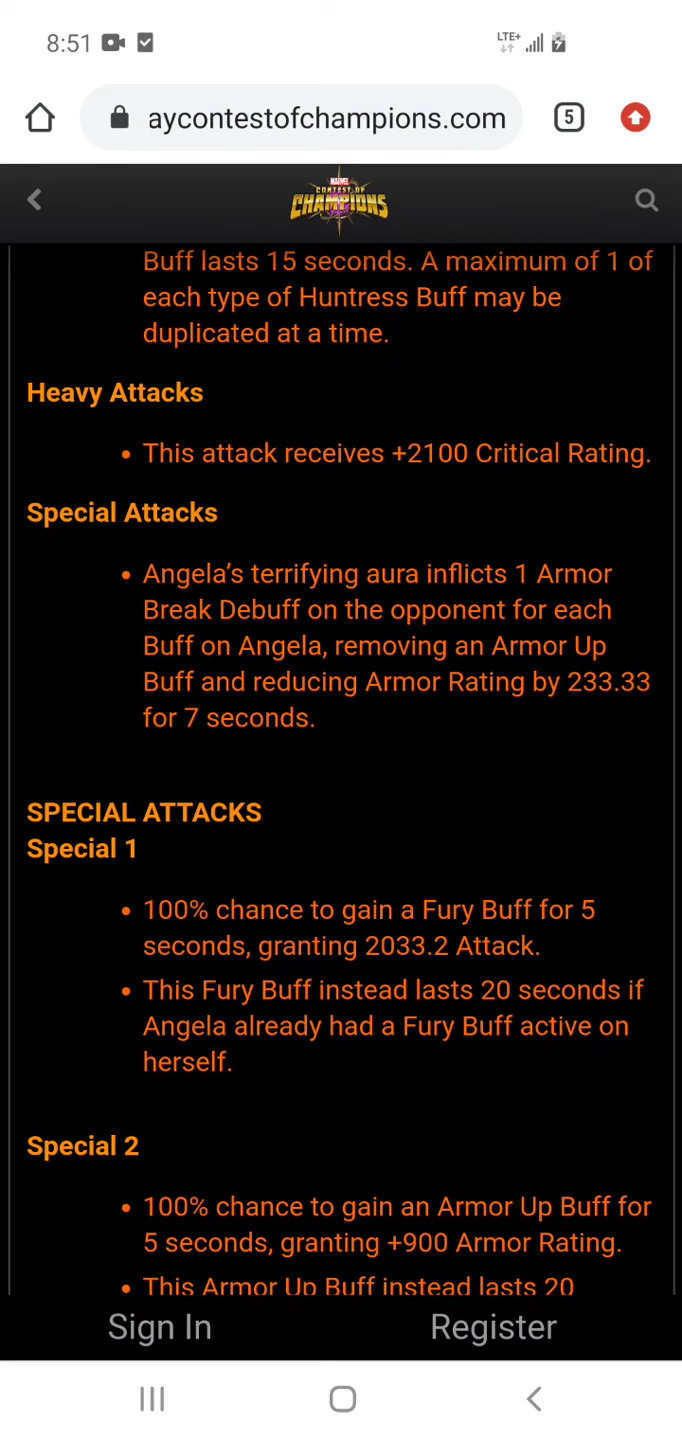 8:51
LTE+
aycontestofchampions.com
5
MARVEL
CONTEST OF
CHAMPIONS
Buff lasts 15 seconds. A maximum of 1 of
each type of Huntress Buff may be
duplicated at a time.
Heavy Attacks
• This attack receives +2100 Critical Rating.
Special Attacks
• Angela’s terrifying aura inflicts 1 Armor
Break Debuff on the opponent for each
Buff on Angela, removing an Armor Up
Buff and reducing Armor Rating by 233.33
for 7 seconds.
SPECIAL ATTACKS
Special 1
• 100% chance to gain a Fury Buff for 5
seconds, granting 2033.2 Attack.
• This Fury Buff instead lasts 20 seconds if
Angela already had a Fury Buff active on
herself.
Special 2
• 100% chance to gain an Armor Up Buff for
5 seconds, granting +900 Armor Rating.
• This Armor Up Buff instead lasts 20
Sign In Register